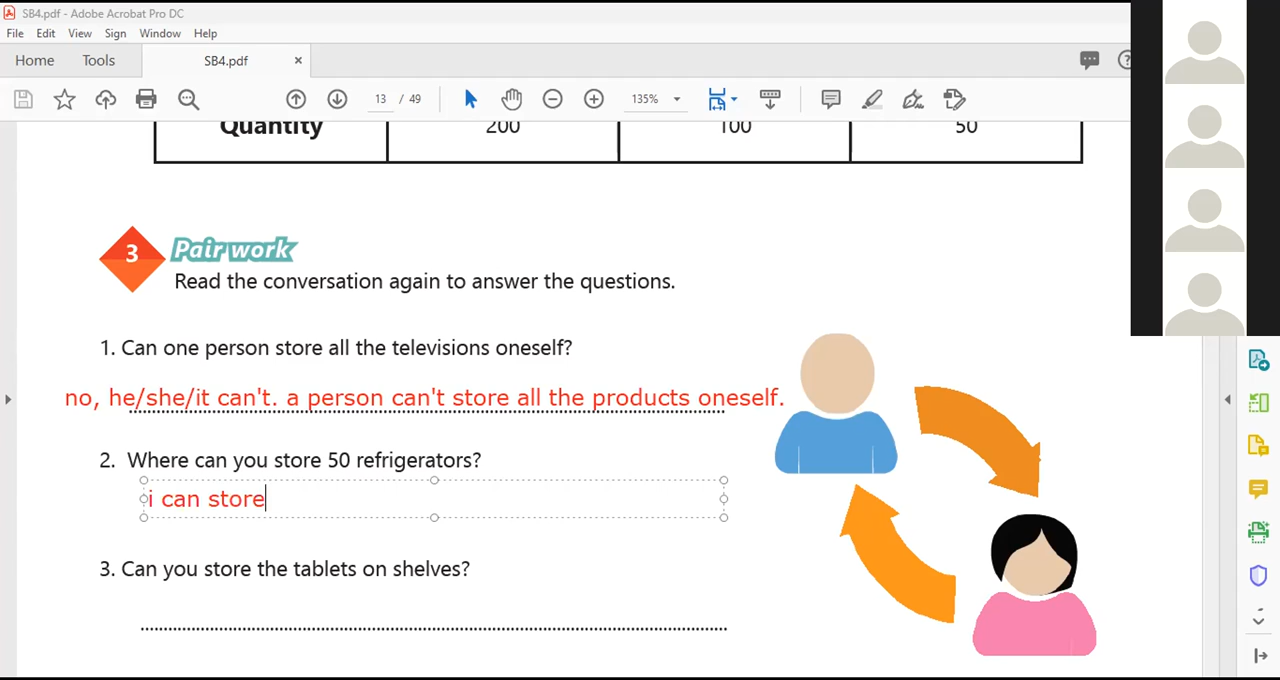 SB4.pdf - Adobe Acrobat Pro DC
File Edit View Sign Window Help
Home Tools SB4.pdf ×
13 / 49 135%
Quantity 200 100 50
3 Pair work
Read the conversation again to answer the questions.
1. Can one person store all the televisions oneself?
no, he/she/it can't. a person can't store all the products oneself.
2. Where can you store 50 refrigerators?
i can store
3. Can you store the tablets on shelves?